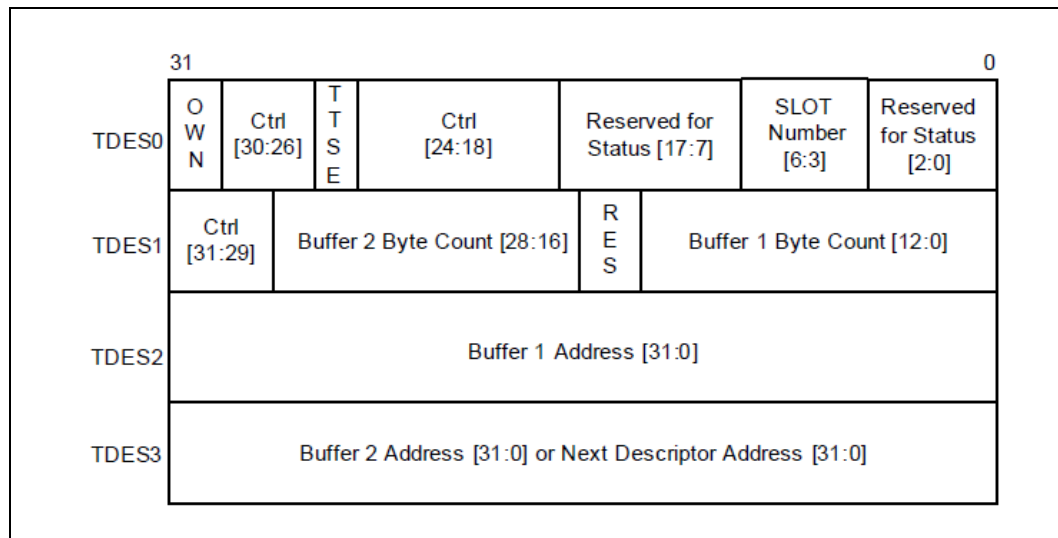 31 0
TDES0
O
W
N
Ctrl
[30:26]
T
T
S
E
Ctrl
[24:18]
Reserved for
Status [17:7]
SLOT
Number
[6:3]
Reserved
for Status
[2:0]
TDES1
Ctrl
[31:29]
Buffer 2 Byte Count [28:16]
R
E
S
Buffer 1 Byte Count [12:0]
TDES2
Buffer 1 Address [31:0]
TDES3
Buffer 2 Address [31:0] or Next Descriptor Address [31:0]